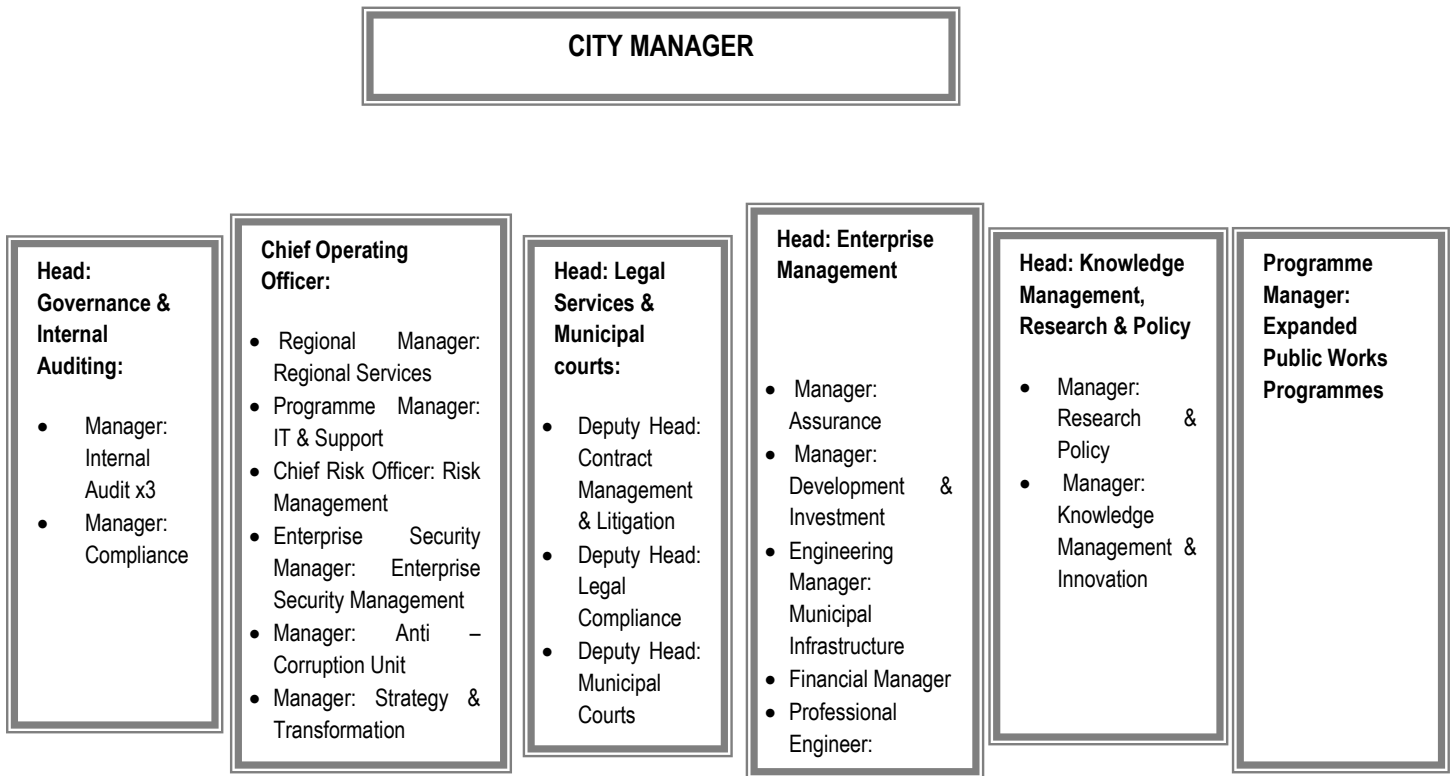 CITY MANAGER
Head:
Governance &
Internal
Auditing:
• Manager:
Internal
Audit x3
• Manager:
Compliance
Chief Operating
Officer:
• Regional Manager:
Regional Services
• Programme Manager:
IT & Support
• Chief Risk Officer: Risk
Management
• Enterprise Security
Manager: Enterprise
Security Management
• Manager: Anti –
Corruption Unit
• Manager: Strategy &
Transformation
Head: Legal
Services &
Municipal
courts:
• Deputy Head:
Contract
Management
& Litigation
• Deputy Head:
Legal
Compliance
• Deputy Head:
Municipal
Courts
Head: Enterprise
Management
• Manager:
Assurance
• Manager:
Development &
Investment
• Engineering
Manager:
Municipal
Infrastructure
• Financial Manager
• Professional
Engineer:
Head: Knowledge
Management,
Research & Policy
• Manager:
Research &
Policy
• Manager:
Knowledge
Management &
Innovation
Programme
Manager:
Expanded
Public Works
Programmes